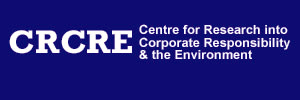 CRCRE
Centre for Research into
Corporate Responsibility
& the Environment